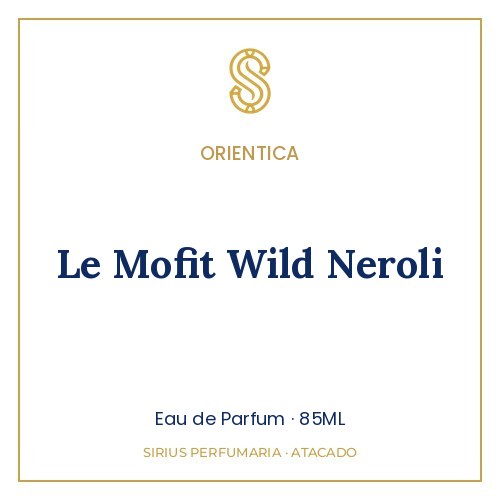 ORIENTICA
Le Mofit Wild Neroli
Eau de Parfum · 85ML
SIRIUS PERFUMARIA · ATACADO